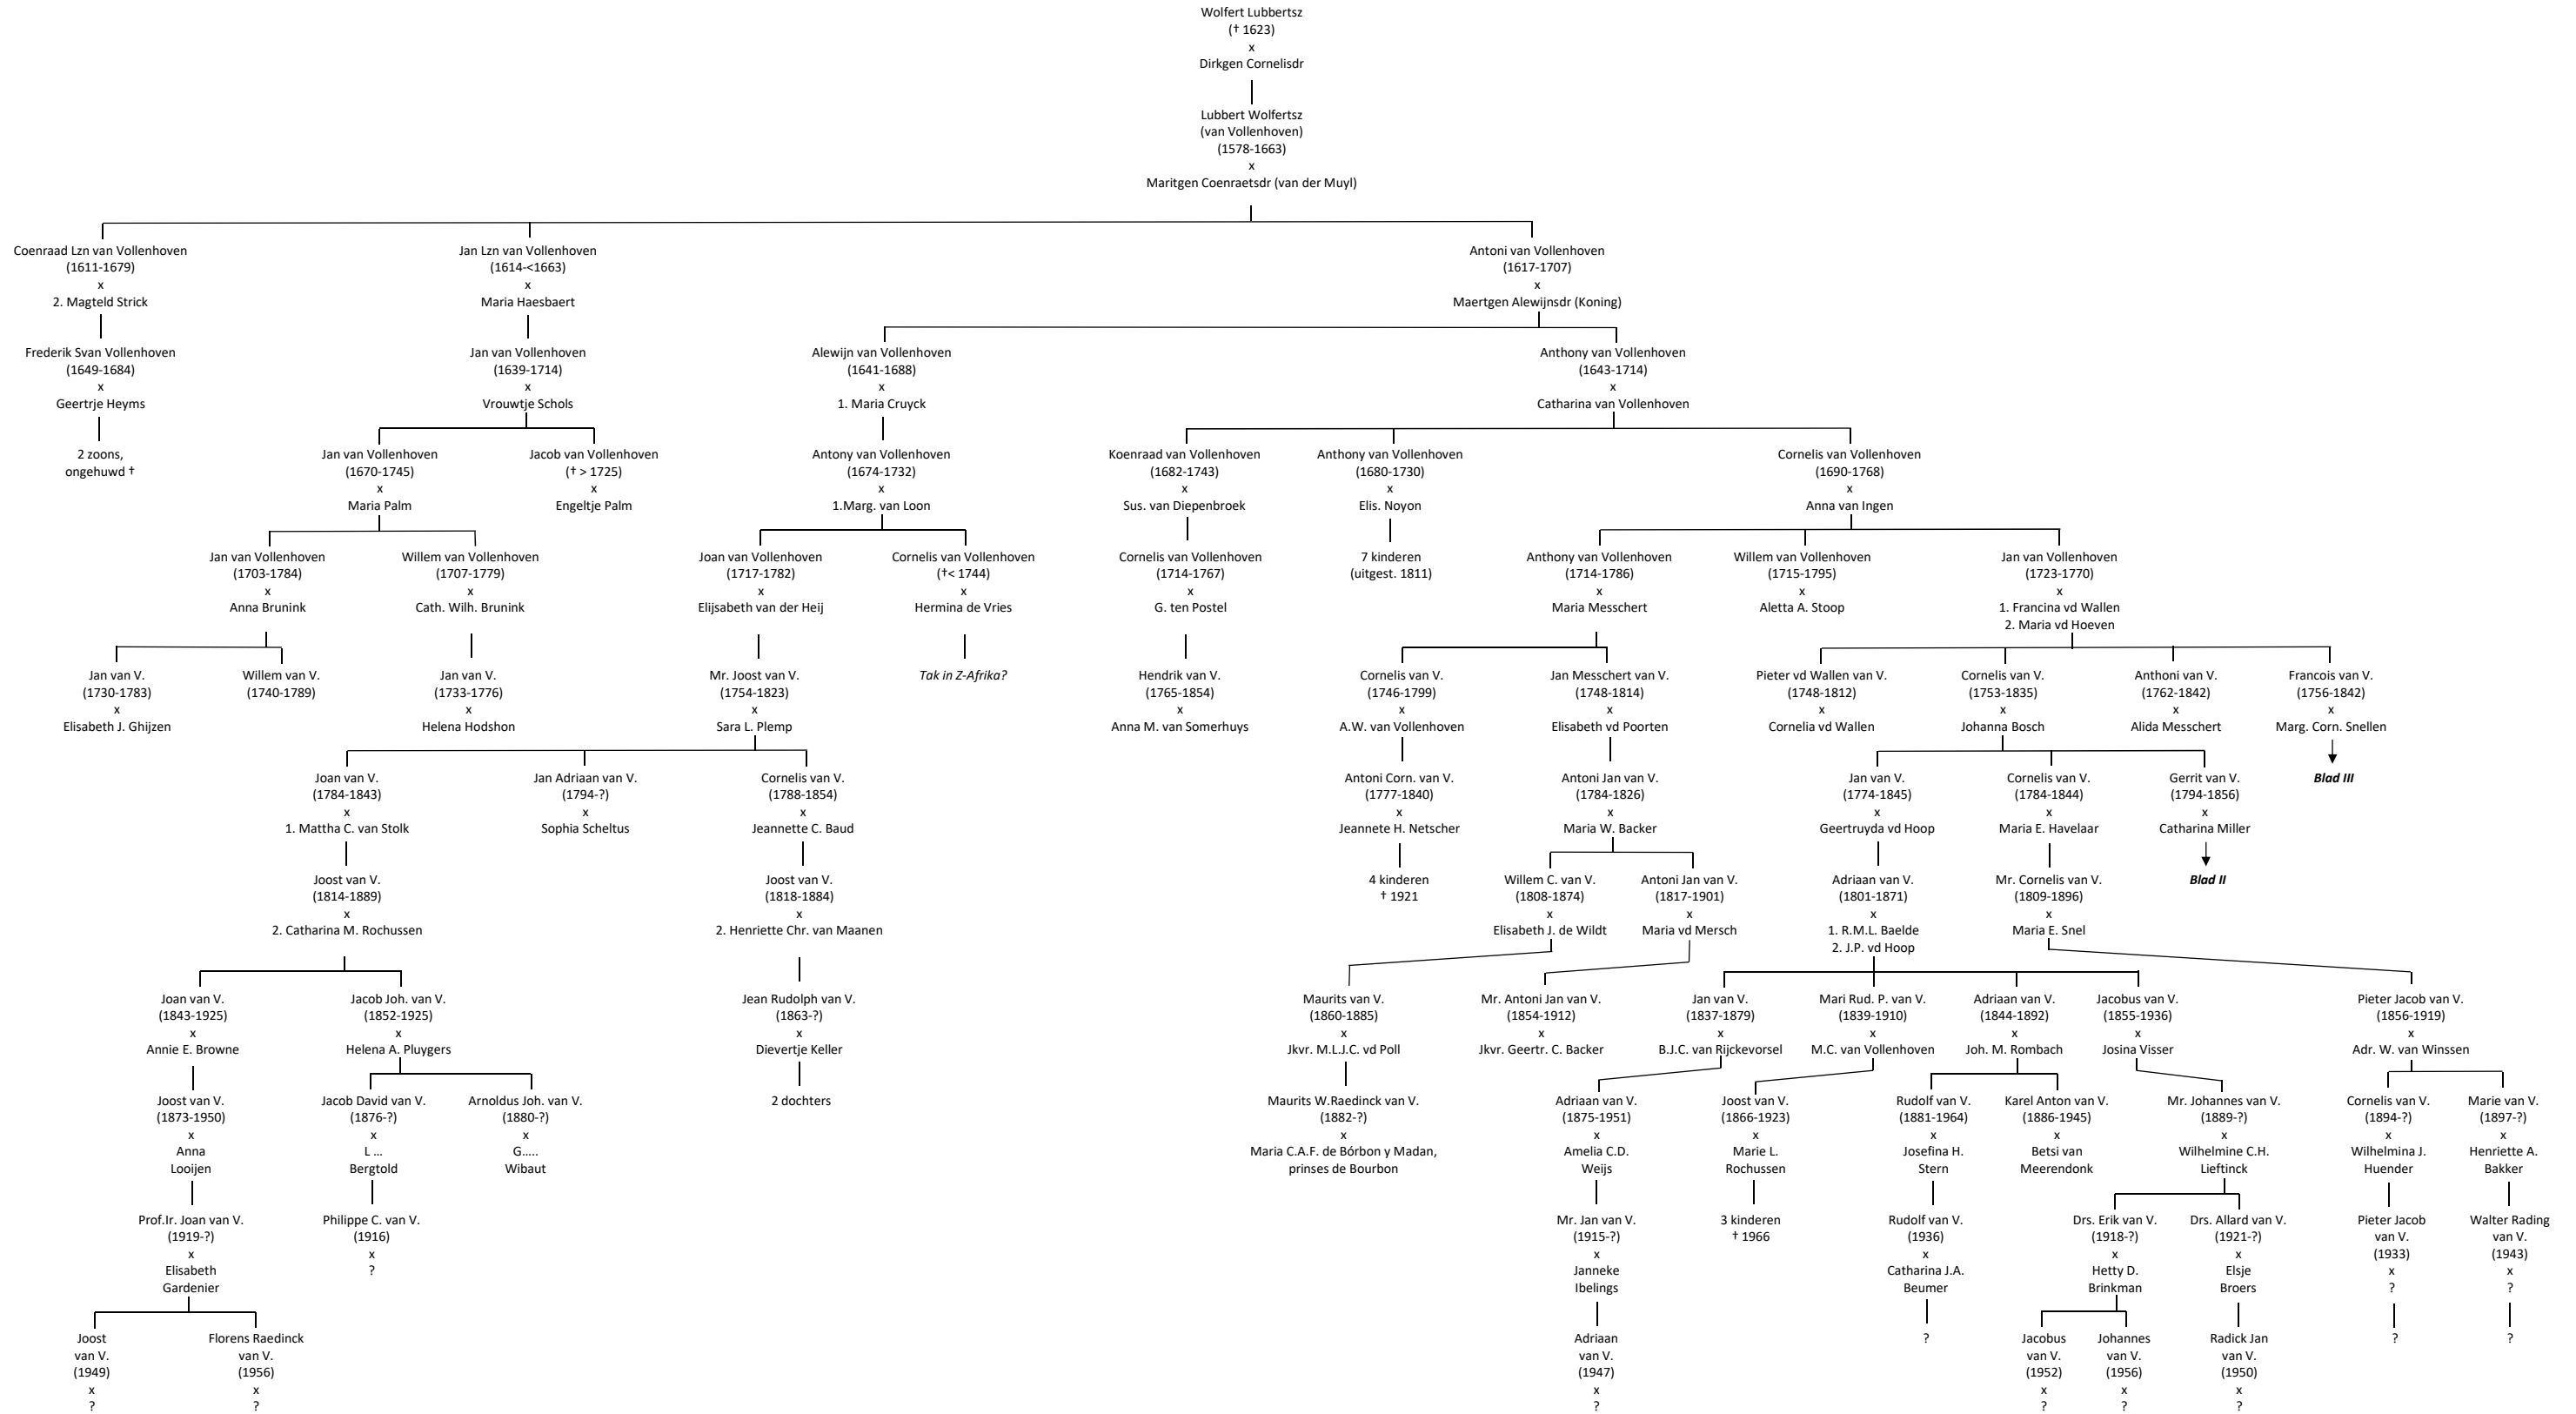 Wolfert Lubbertsz
(† 1623)
x
Dirkgen Cornelisdr
Lubbert Wolfertsz
(van Vollenhoven)
(1578-1663)
x
Maritgen Coenraetsdr (van der Muyl)
Coenraad Lzn van Vollenhoven
(1611-1679)
x
2. Magteld Strick
Jan Lzn van Vollenhoven
(1614-<1663)
x
Maria Haesbaert
Antoni van Vollenhoven
(1617-1707)
x
Maertgen Alewijnsdr (Koning)
Frederik Svan Vollenhoven
(1649-1684)
x
Geertrje Heyms
Jan van Vollenhoven
(1639-1714)
x
Vrouwtje Schols
Alewijn van Vollenhoven
(1641-1688)
x
1. Maria Cruyck
Anthony van Vollenhoven
(1643-1714)
x
Catharina van Vollenhoven
2 zoons,
ongehuwd †
Jan van Vollenhoven
(1670-1745)
x
Maria Palm
Jacob van Vollenhoven
(† > 1725)
x
Engeltje Palm
Antony van Vollenhoven
(1674-1732)
x
1.Marg. van Loon
Koenraad van Vollenhoven
(1682-1743)
x
Sus. van Diepenbroek
Anthony van Vollenhoven
(1680-1730)
x
Elis. Noyon
Cornelis van Vollenhoven
(1690-1768)
x
Anna van Ingen
Jan van Vollenhoven
(1703-1784)
x
Anna Brunink
Willem van Vollenhoven
(1707-1779)
x
Cath. Wilh. Brunink
Joan van Vollenhoven
(1717-1782)
x
Elijsabeth van der Heij
Cornelis van Vollenhoven
(†< 1744)
x
Hermina de Vries
Cornelis van Vollenhoven
(1714-1767)
x
G. ten Postel
7 kinderen
(uitgest. 1811)
Anthony van Vollenhoven
(1714-1786)
x
Maria Messchert
Willem van Vollenhoven
(1715-1795)
x
Aletta A. Stoop
Jan van Vollenhoven
(1723-1770)
x
1. Francina vd Wallen
2. Maria vd Hoeven
Jan van V.
(1730-1783)
x
Elisabeth J. Ghijzen
Willem van V.
(1740-1789)
Jan van V.
(1733-1776)
x
Helena Hodshon
Mr. Joost van V.
(1754-1823)
x
Sara L. Plemp
Tak in Z-Afrika?
Hendrik van V.
(1765-1854)
x
Anna M. van Somerhuys
Cornelis van V.
(1746-1799)
x
A.W. van Vollenhoven
Jan Messchert van V.
(1748-1814)
x
Elisabeth vd Poorten
Pieter vd Wallen van V.
(1748-1812)
x
Cornelia vd Wallen
Cornelis van V.
(1753-1835)
x
Johanna Bosch
Anthoni van V.
(1762-1842)
x
Alida Messchert
Francois van V.
(1756-1842)
x
Marg. Corn. Snellen
Joan van V.
(1784-1843)
x
1. Mattha C. van Stolk
Jan Adriaan van V.
(1794-?)
x
Sophia Scheltus
Cornelis van V.
(1788-1854)
x
Jeannette C. Baud
Antoni Corn. van V.
(1777-1840)
x
Jeannete H. Netscher
Antoni Jan van V.
(1784-1826)
x
Maria W. Backer
Jan van V.
(1774-1845)
x
Geertruyda vd Hoop
Cornelis van V.
(1784-1844)
x
Maria E. Havelaar
Gerrit van V.
(1794-1856)
x
Catharina Miller
Blad III
Joost van V.
(1814-1889)
x
2. Catharina M. Rochussen
Joost van V.
(1818-1884)
x
2. Henriette Chr. van Maanen
4 kinderen
† 1921
Willem C. van V.
(1808-1874)
x
Elisabeth J. de Wildt
Antoni Jan van V.
(1817-1901)
x
Maria vd Mersch
Adriaan van V.
(1801-1871)
x
1. R.M.L. Baelde
2. J.P. vd Hoop
Mr. Cornelis van V.
(1809-1896)
x
Maria E. Snel
Blad II
Joan van V.
(1843-1925)
x
Annie E. Browne
Jacob Joh. van V.
(1852-1925)
x
Helena A. Pluygers
Jean Rudolph van V.
(1863-?)
x
Dievertje Keller
Maurits van V.
(1860-1885)
x
Jkvr. M.L.J.C. vd Poll
Mr. Antoni Jan van V.
(1854-1912)
x
Jkvr. Geertr. C. Backer
Jan van V.
(1837-1879)
x
B.J.C. van Rijckevorsel
Mari Rud. P. van V.
(1839-1910)
x
M.C. van Vollenhoven
Adriaan van V.
(1844-1892)
x
Joh. M. Rombach
Jacobus van V.
(1855-1936)
x
Josina Visser
Pieter Jacob van V.
(1856-1919)
x
Adr. W. van Winssen
Joost van V.
(1873-1950)
x
Anna
Looijen
Jacob David van V.
(1876-?)
x
L ...
Bergtold
Arnoldus Joh. van V.
(1880-?)
x
G.....
Wibaut
2 dochters
Maurits W.Raedinck van V.
(1882-?)
x
Maria C.A.F. de Bórbon y Madan,
prinses de Bourbon
Adriaan van V.
(1875-1951)
x
Amelia C.D.
Weijs
Joost van V.
(1866-1923)
x
Marie L.
Rochussen
Rudolf van V.
(1881-1964)
x
Josefina H.
Stern
Karel Anton van V.
(1886-1945)
x
Betsi van
Meerendonk
Mr. Johannes van V.
(1889-?)
x
Wilhelmine C.H.
Lieftinck
Cornelis van V.
(1894-?)
x
Wilhelmina J.
Huender
Marie van V.
(1897-?)
x
Henriette A.
Bakker
Prof.Ir. Joan van V.
(1919-?)
x
Elisabeth
Gardenier
Philippe C. van V.
(1916)
x
?
Mr. Jan van V.
(1915-?)
x
Janneke
Ibelings
3 kinderen
† 1966
Rudolf van V.
(1936)
x
Catharina J.A.
Beumer
Drs. Erik van V.
(1918-?)
x
Hetty D.
Brinkman
Drs. Allard van V.
(1921-?)
x
Elsje
Broers
Pieter Jacob
van V.
(1933)
x
?
Walter Rading
van V.
(1943)
x
?
Joost
van V.
(1949)
x
?
Florens Raedinck
van V.
(1956)
x
?
Adriaan
van V.
(1947)
x
?
?
Jacobus
van V.
(1952)
x
?
Johannes
van V.
(1956)
x
?
Radick Jan
van V.
(1950)
x
?
?
?